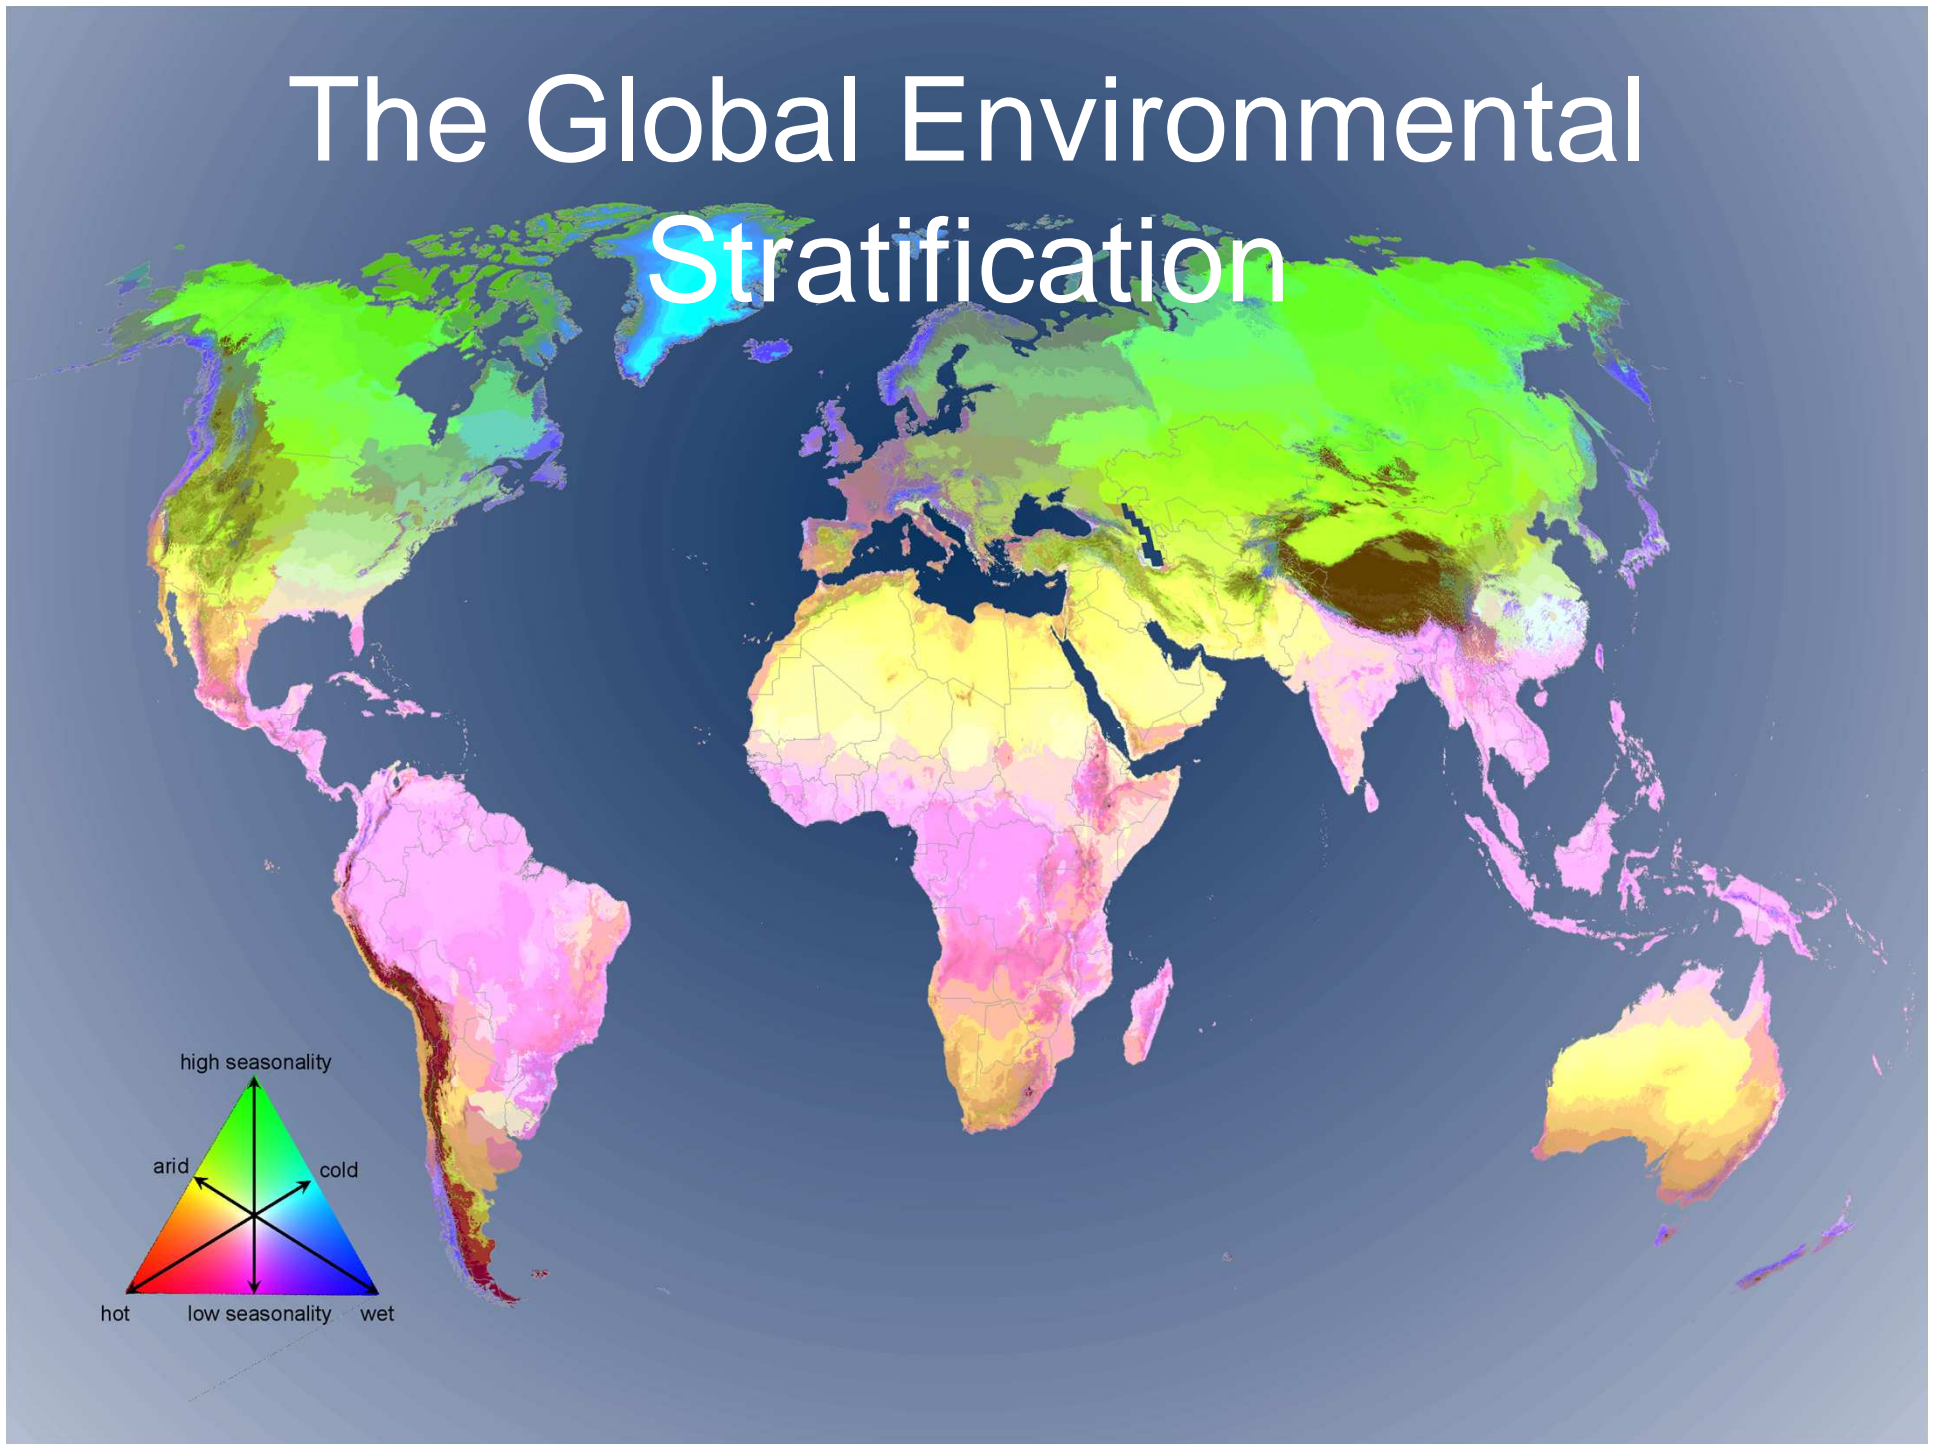 The Global Environmental
Stratification
high seasonality
arid
cold
hot
low seasonality
wet